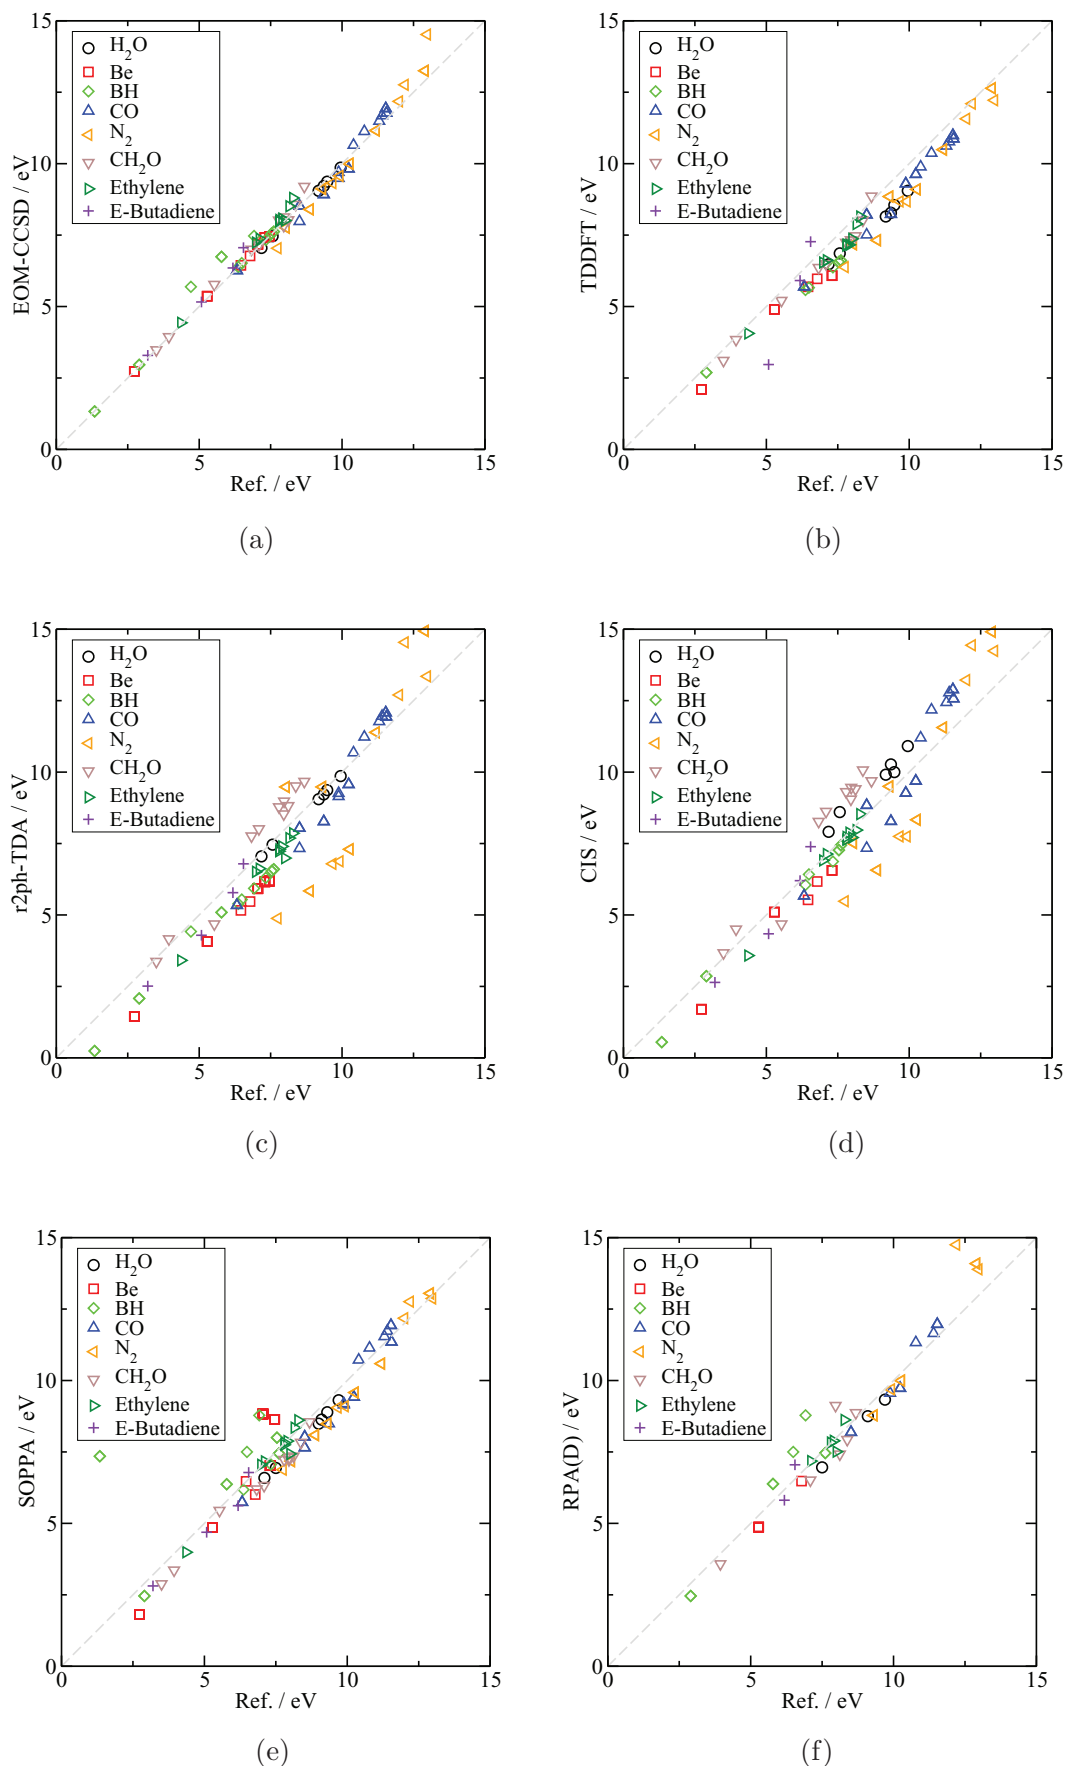 15
10
5
0
EOM-CCSD / eV
H₂O
Be
BH
CO
N₂
CH₂O
Ethylene
E-Butadiene
0 5 10 15
Ref. / eV
(a)
15
10
5
0
TDDFT / eV
H₂O
Be
BH
CO
N₂
CH₂O
Ethylene
E-Butadiene
0 5 10 15
Ref. / eV
(b)
15
10
5
0
r2ph-TDA / eV
H₂O
Be
BH
CO
N₂
CH₂O
Ethylene
E-Butadiene
0 5 10 15
Ref. / eV
(c)
15
10
5
0
CIS / eV
H₂O
Be
BH
CO
N₂
CH₂O
Ethylene
E-Butadiene
0 5 10 15
Ref. / eV
(d)
15
10
5
0
SOPPA / eV
H₂O
Be
BH
CO
N₂
CH₂O
Ethylene
E-Butadiene
0 5 10 15
Ref. / eV
(e)
15
10
5
0
RPA(D) / eV
H₂O
Be
BH
CO
N₂
CH₂O
Ethylene
E-Butadiene
0 5 10 15
Ref. / eV
(f)